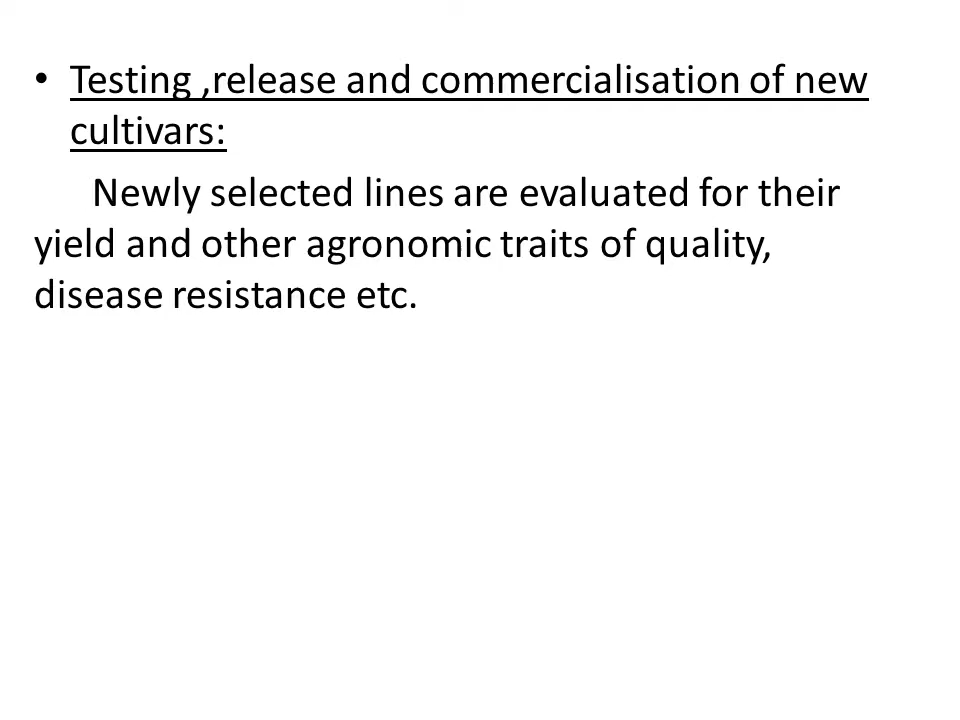 • Testing ,release and commercialisation of new
cultivars:
Newly selected lines are evaluated for their
yield and other agronomic traits of quality,
disease resistance etc.